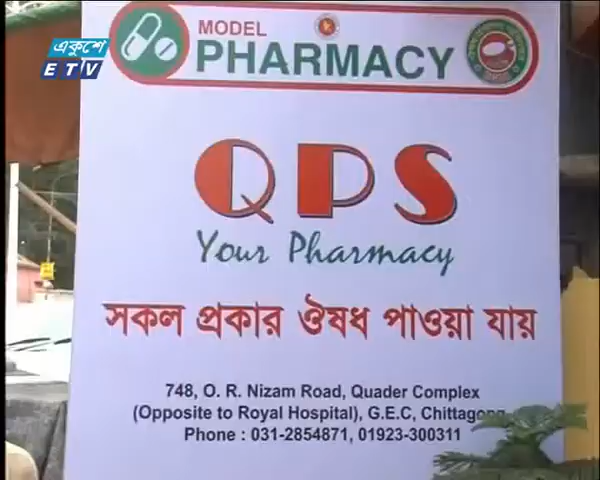 একুশে
ETV
MODEL
PHARMACY
QPS
Your Pharmacy
সকল প্রকার ঔষধ পাওয়া যায়
748, O. R. Nizam Road, Quader Complex
(Opposite to Royal Hospital), G.E.C, Chittagong
Phone : 031-2854871, 01923-300311